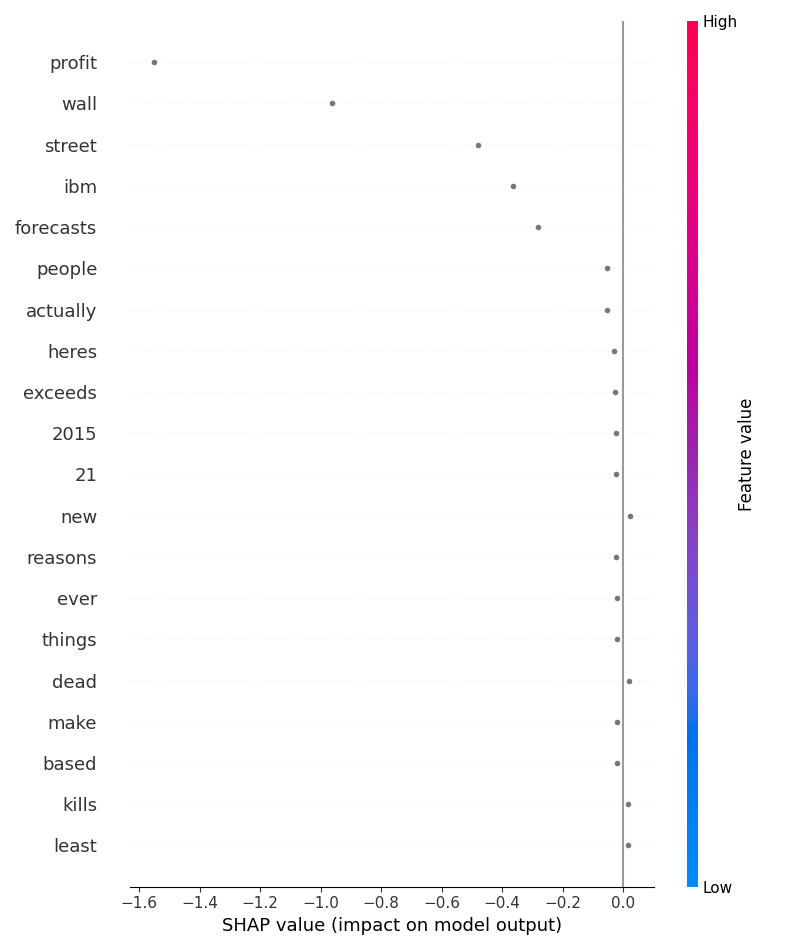 High
profit
wall
street
ibm
forecasts
people
actually
heres
exceeds
2015
21
new
reasons
ever
things
dead
make
based
kills
least
Feature value
Low
−1.6 −1.4 −1.2 −1.0 −0.8 −0.6 −0.4 −0.2 0.0
SHAP value (impact on model output)